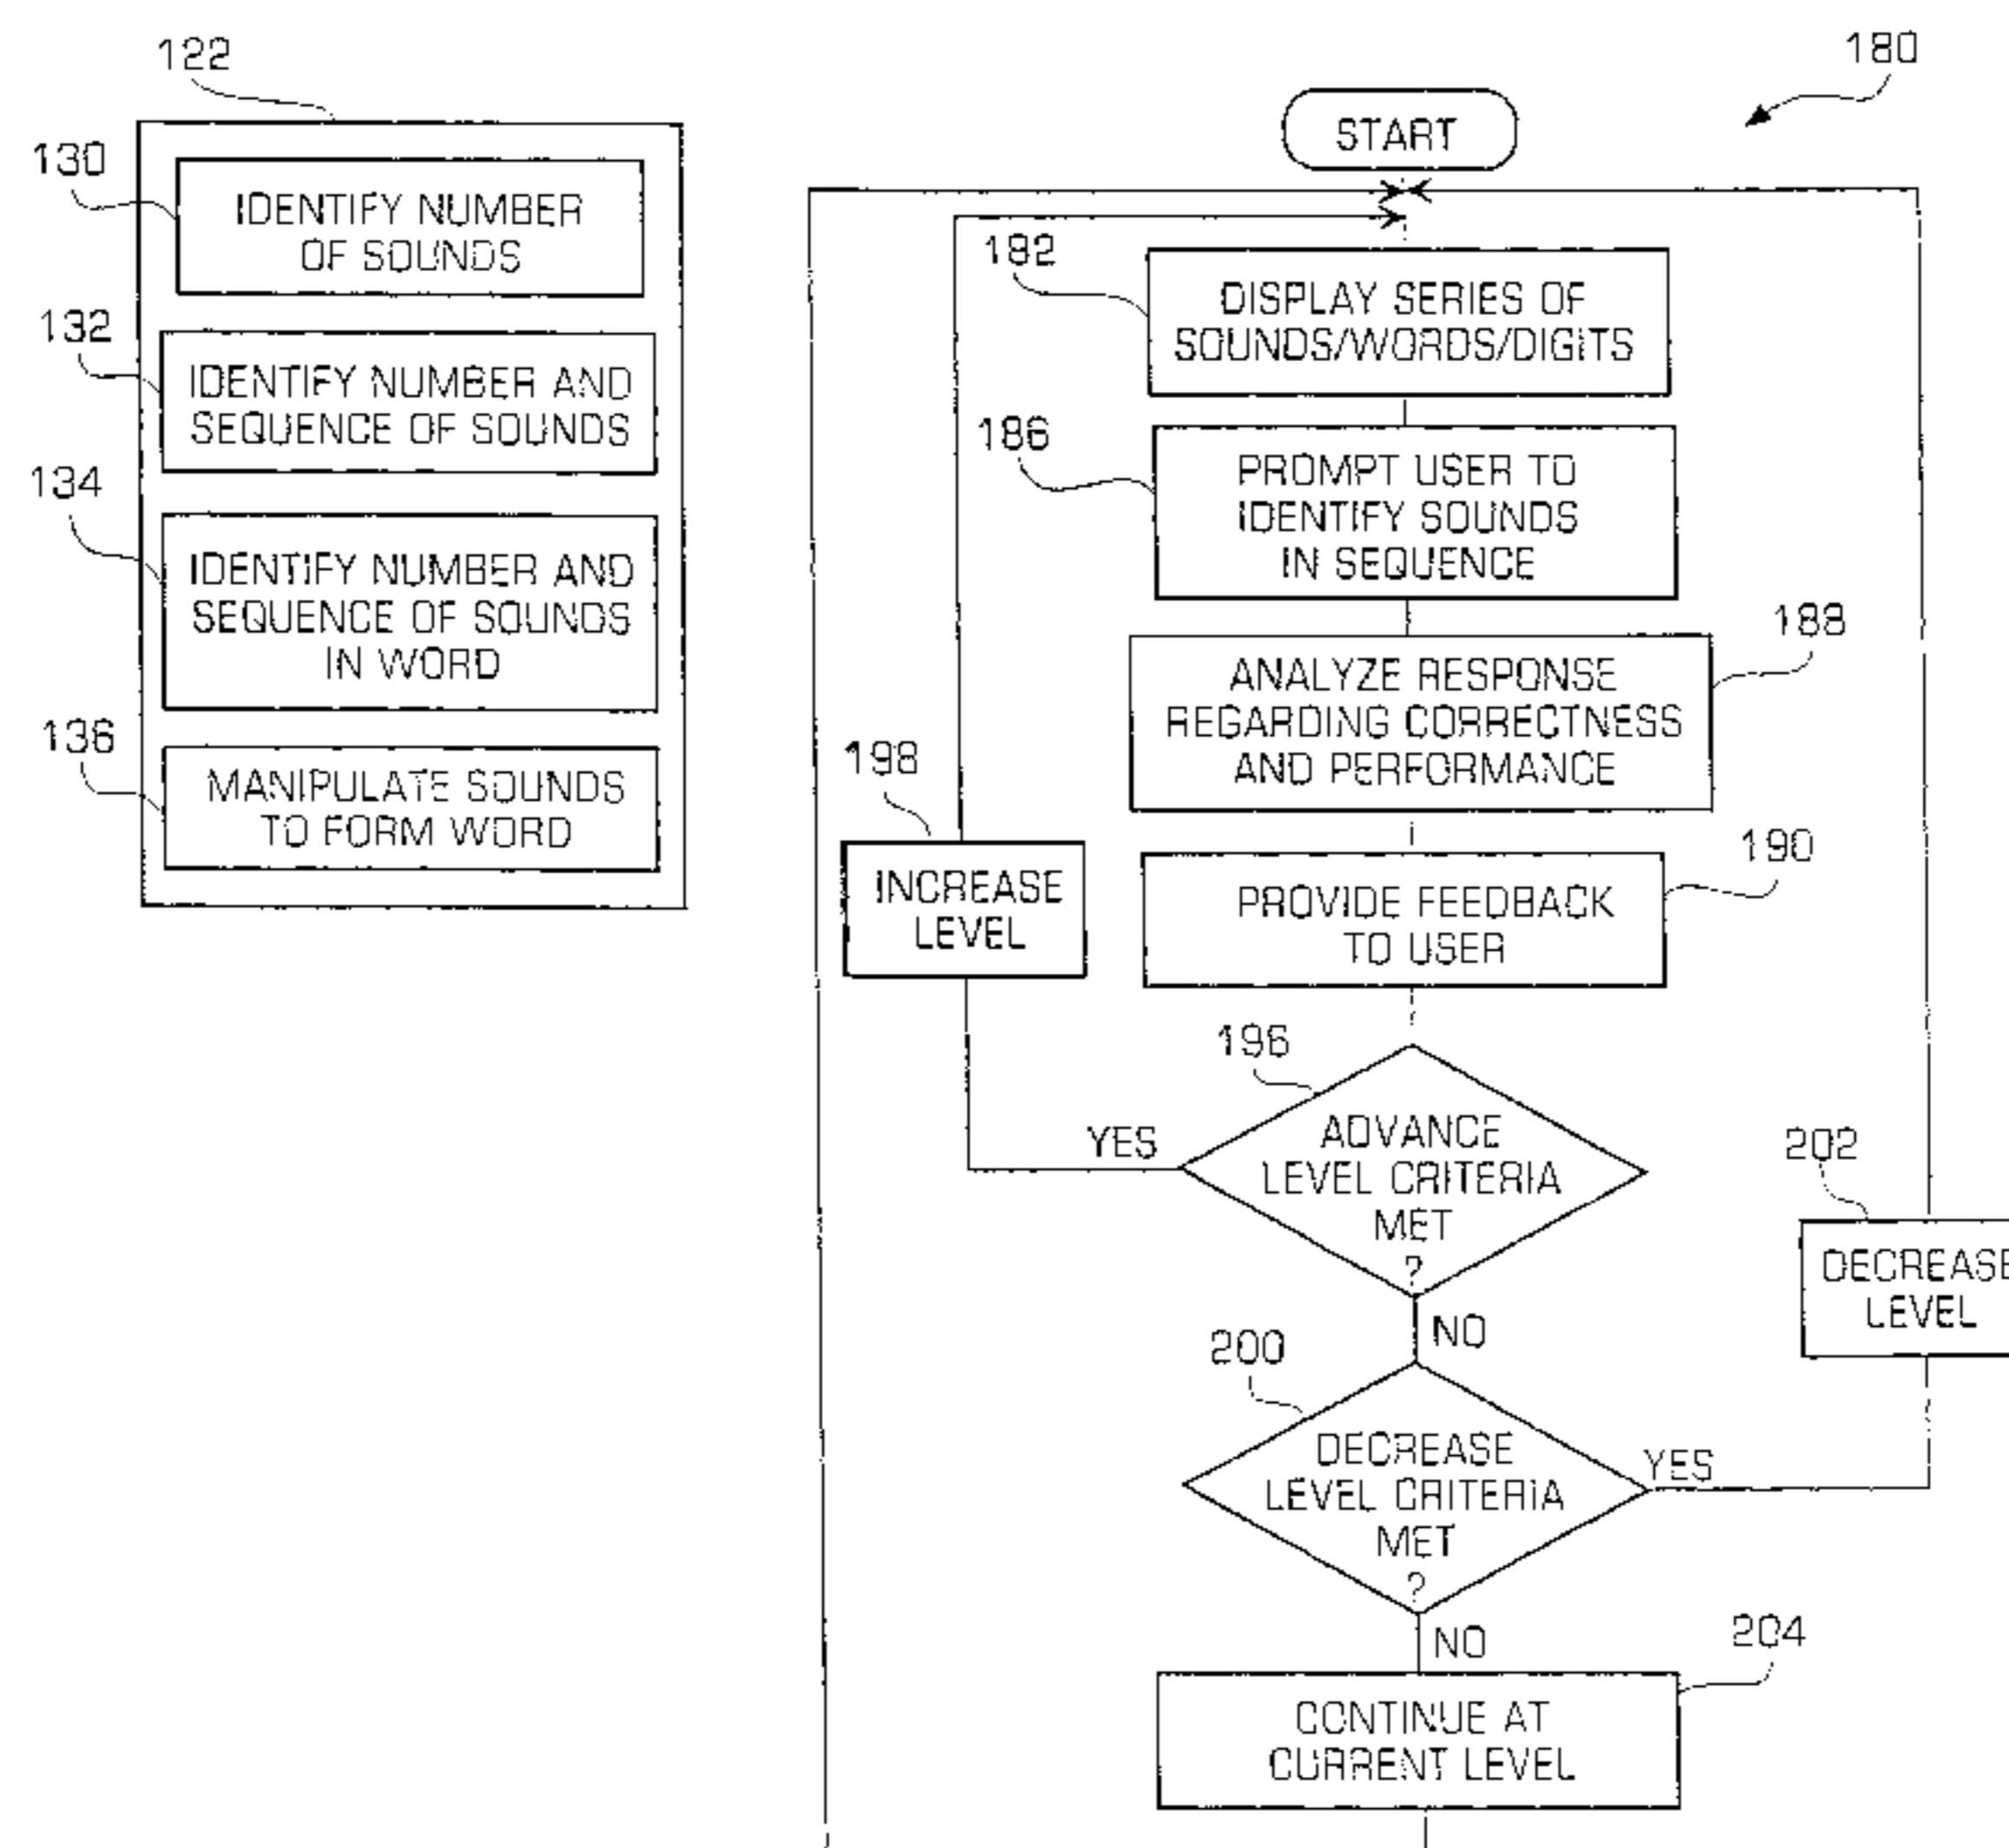 122
130
IDENTIFY NUMBER
OF SOUNDS
132
IDENTIFY NUMBER AND
SEQUENCE OF SOUNDS
134
IDENTIFY NUMBER AND
SEQUENCE OF SOUNDS
IN WORD
136
MANIPULATE SOUNDS
TO FORM WORD
180
START
182
DISPLAY SERIES OF
SOUNDS/WORDS/DIGITS
186
PROMPT USER TO
IDENTIFY SOUNDS
IN SEQUENCE
188
ANALYZE RESPONSE
REGARDING CORRECTNESS
AND PERFORMANCE
190
PROVIDE FEEDBACK
TO USER
198
INCREASE
LEVEL
196
ADVANCE
LEVEL CRITERIA
MET
?
YES
NO
202
DECREASE
LEVEL
200
DECREASE
LEVEL CRITERIA
MET
?
YES
NO
204
CONTINUE AT
CURRENT LEVEL